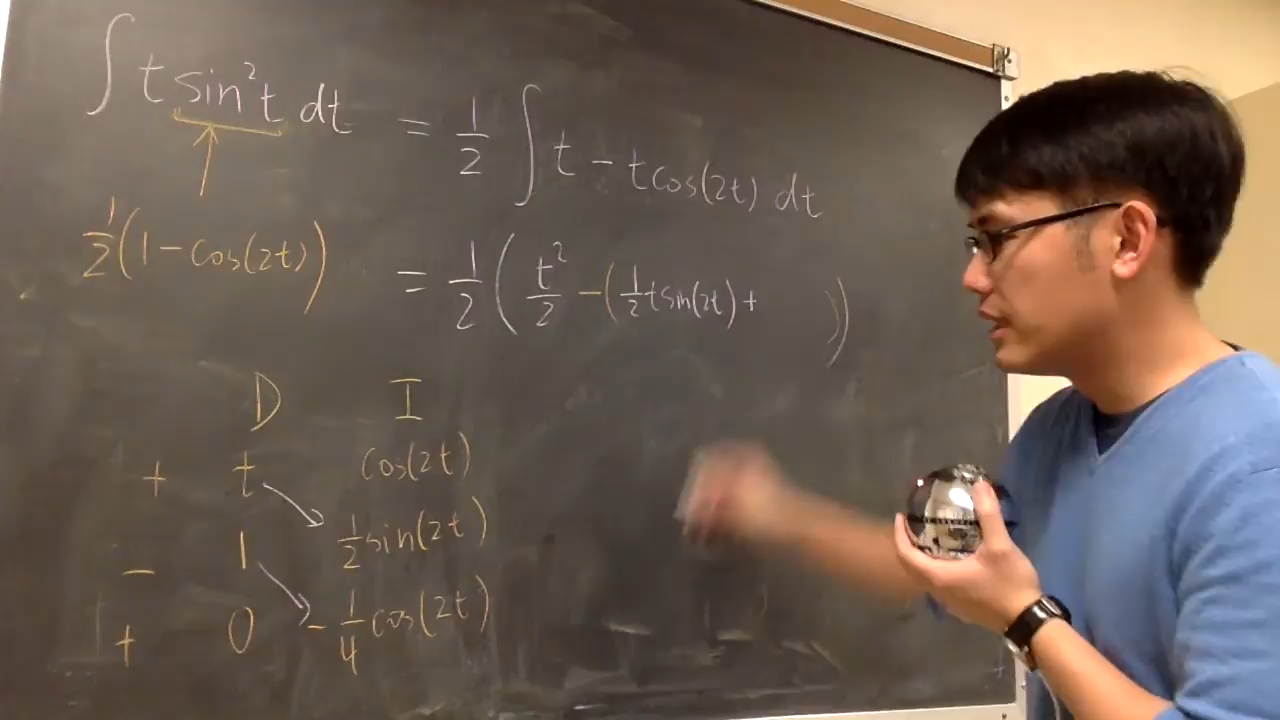 ∫ t sin²t dt = 1/2 ∫ t - t cos(2t) dt
1/2(1-cos(2t))
= 1/2( t²/2 -(1/2 t sin(2t) + ))
D I
+ t cos(2t)
- 1 1/2 sin(2t)
+ 0 -1/4 cos(2t)